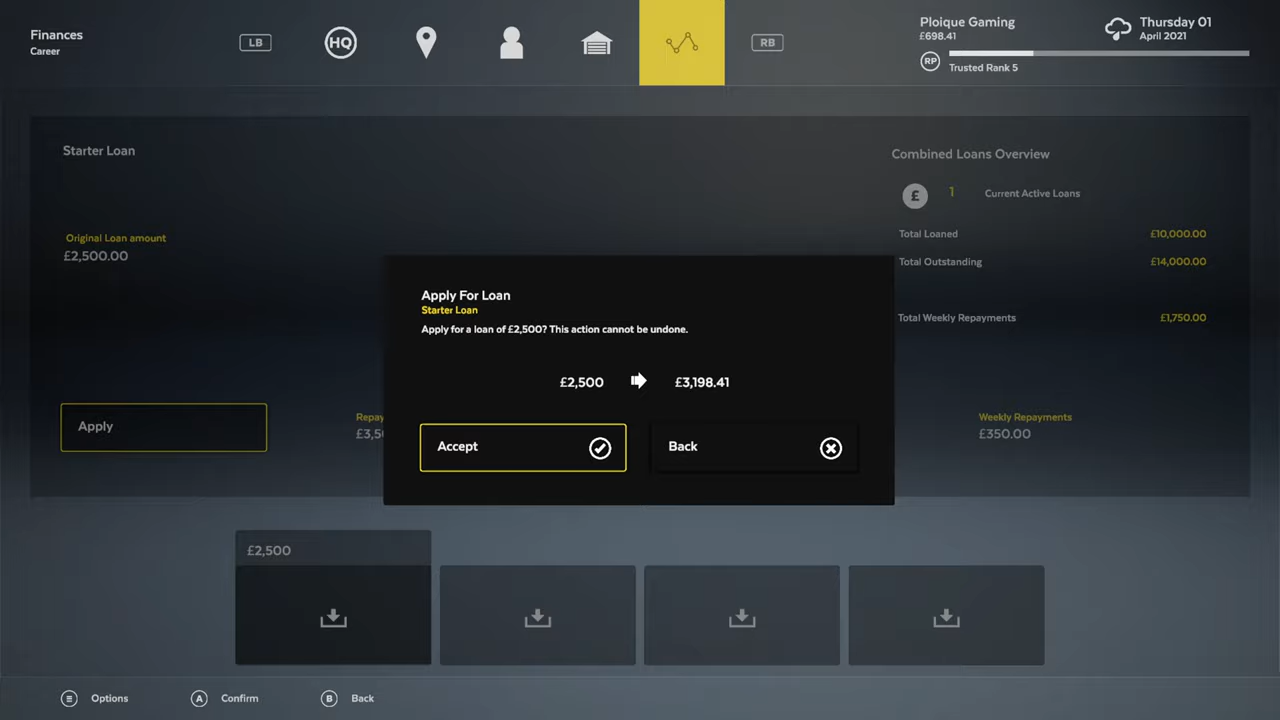 Finances
Career
LB
HQ
RB
Ploique Gaming
£698.41
RP
Trusted Rank 5
Thursday 01
April 2021
Starter Loan
Original Loan amount
£2,500.00
Apply
Repay
£3,5
Combined Loans Overview
£ 1 Current Active Loans
Total Loaned £10,000.00
Total Outstanding £14,000.00
Total Weekly Repayments £1,750.00
Weekly Repayments
£350.00
Apply For Loan
Starter Loan
Apply for a loan of £2,500? This action cannot be undone.
£2,500 £3,198.41
Accept Back
£2,500
Options A Confirm B Back